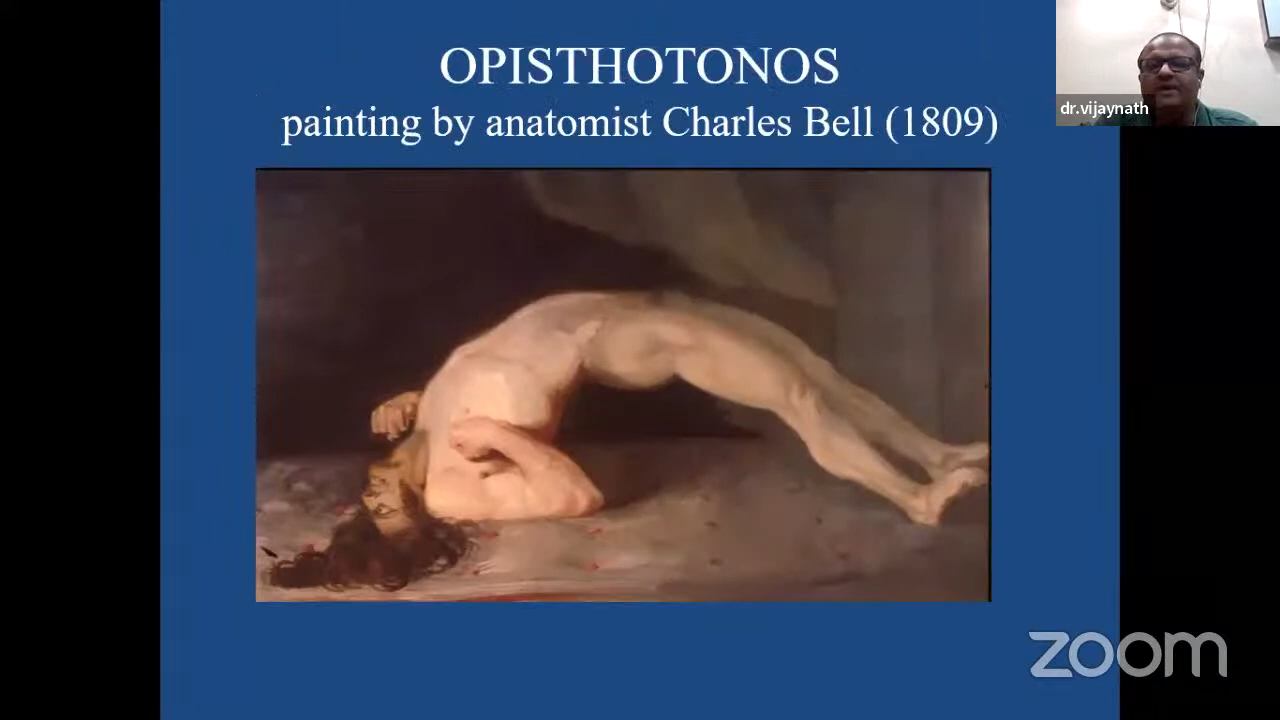 OPISTHOTONOS
painting by anatomist Charles Bell (1809)
dr.vijaynath
zoom